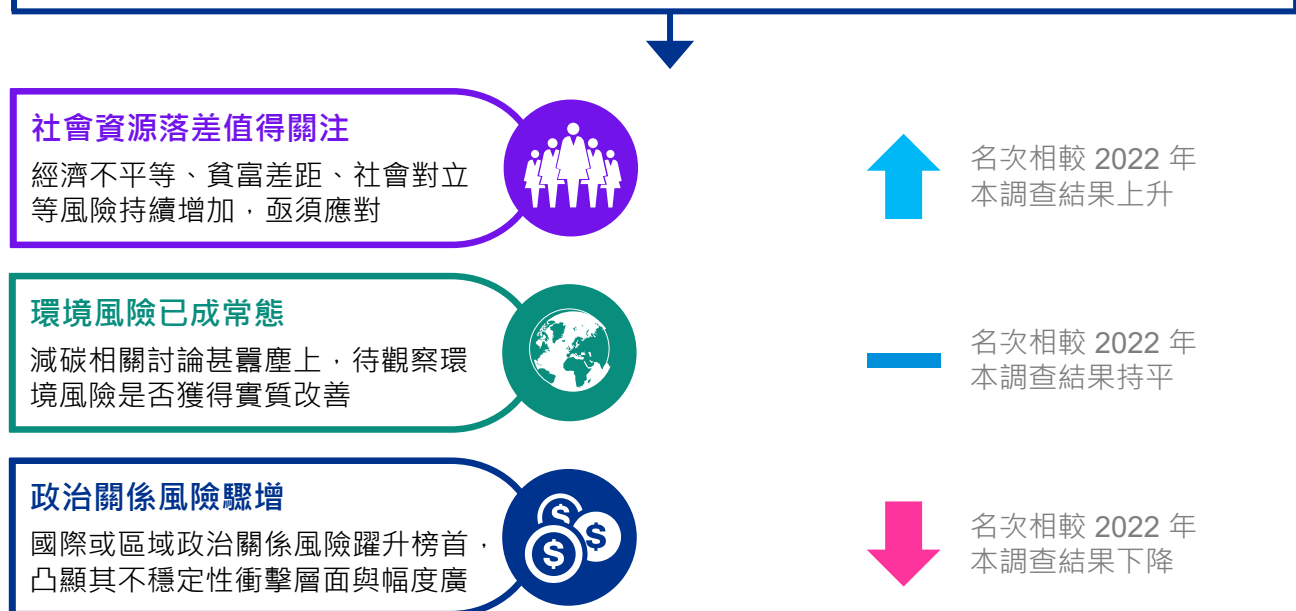 社會資源落差值得關注
經濟不平等、貧富差距、社會對立
等風險持續增加，亟須應對
名次相較 2022 年
本調查結果上升
環境風險已成常態
減碳相關討論甚囂塵上，待觀察環
境風險是否獲得實質改善
名次相較 2022 年
本調查結果持平
政治關係風險驟增
國際或區域政治關係風險躍升榜首，
凸顯其不穩定性衝擊層面與幅度廣
$
$
$
名次相較 2022 年
本調查結果下降